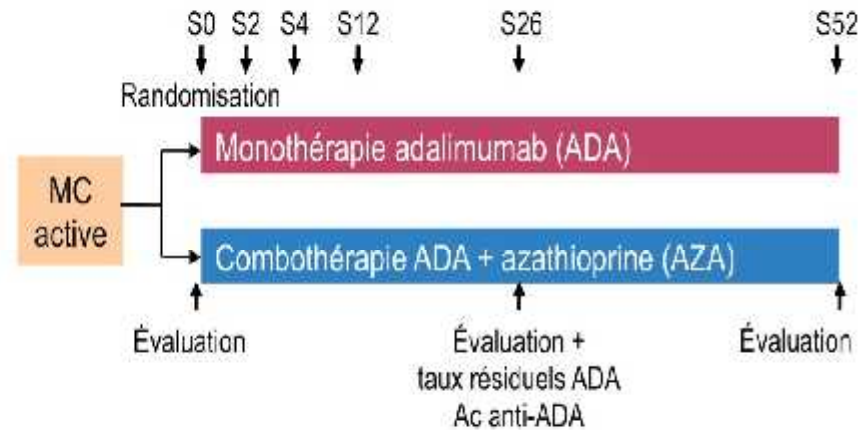 S0 S2 S4 S12 S26 S52
Randomisation
Monothérapie adalimumab (ADA)
MC
active
Combothérapie ADA + azathioprine (AZA)
Évaluation
Évaluation +
taux résiduels ADA
Ac anti-ADA
Évaluation